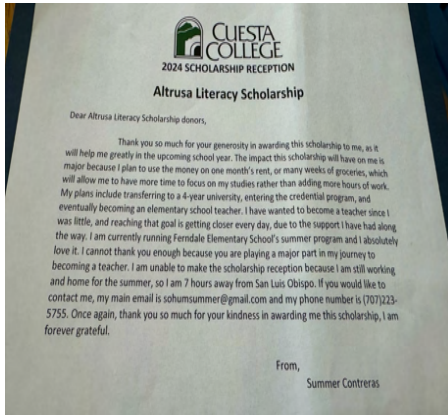 CUESTA
COLLEGE
2024 SCHOLARSHIP RECEPTION
Altrusa Literacy Scholarship
Dear Altrusa Literacy Scholarship donors,
Thank you so much for your generosity in awarding this scholarship to me, as it
will help me greatly in the upcoming school year. The impact this scholarship will have on me is
major because I plan to use the money on one month's rent, or many weeks of groceries, which
will allow me to have more time to focus on my studies rather than adding more hours of work.
My plans include transferring to a 4-year university, entering the credential program, and
eventually becoming an elementary school teacher. I have wanted to become a teacher since I
was little, and reaching that goal is getting closer every day, due to the support I have had along
the way. I am currently running Ferndale Elementary School's summer program and I absolutely
love it. I cannot thank you enough because you are playing a major part in my journey to
becoming a teacher. I am unable to make the scholarship reception because I am still working
and home for the summer, so I am 7 hours away from San Luis Obispo. If you would like to
contact me, my main email is sohumsummer@gmail.com and my phone number is (707)223-
5755. Once again, thank you so much for your kindness in awarding me this scholarship, I am
forever grateful.
From,
Summer Contreras